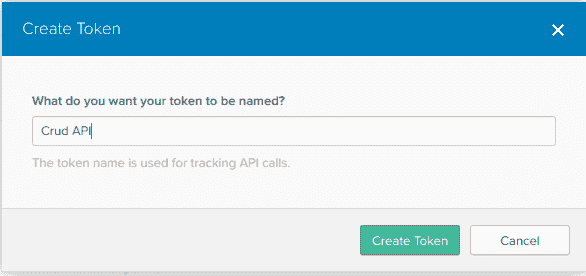 Create Token
What do you want your token to be named?
Crud API
The token name is used for tracking API calls.
Create Token
Cancel